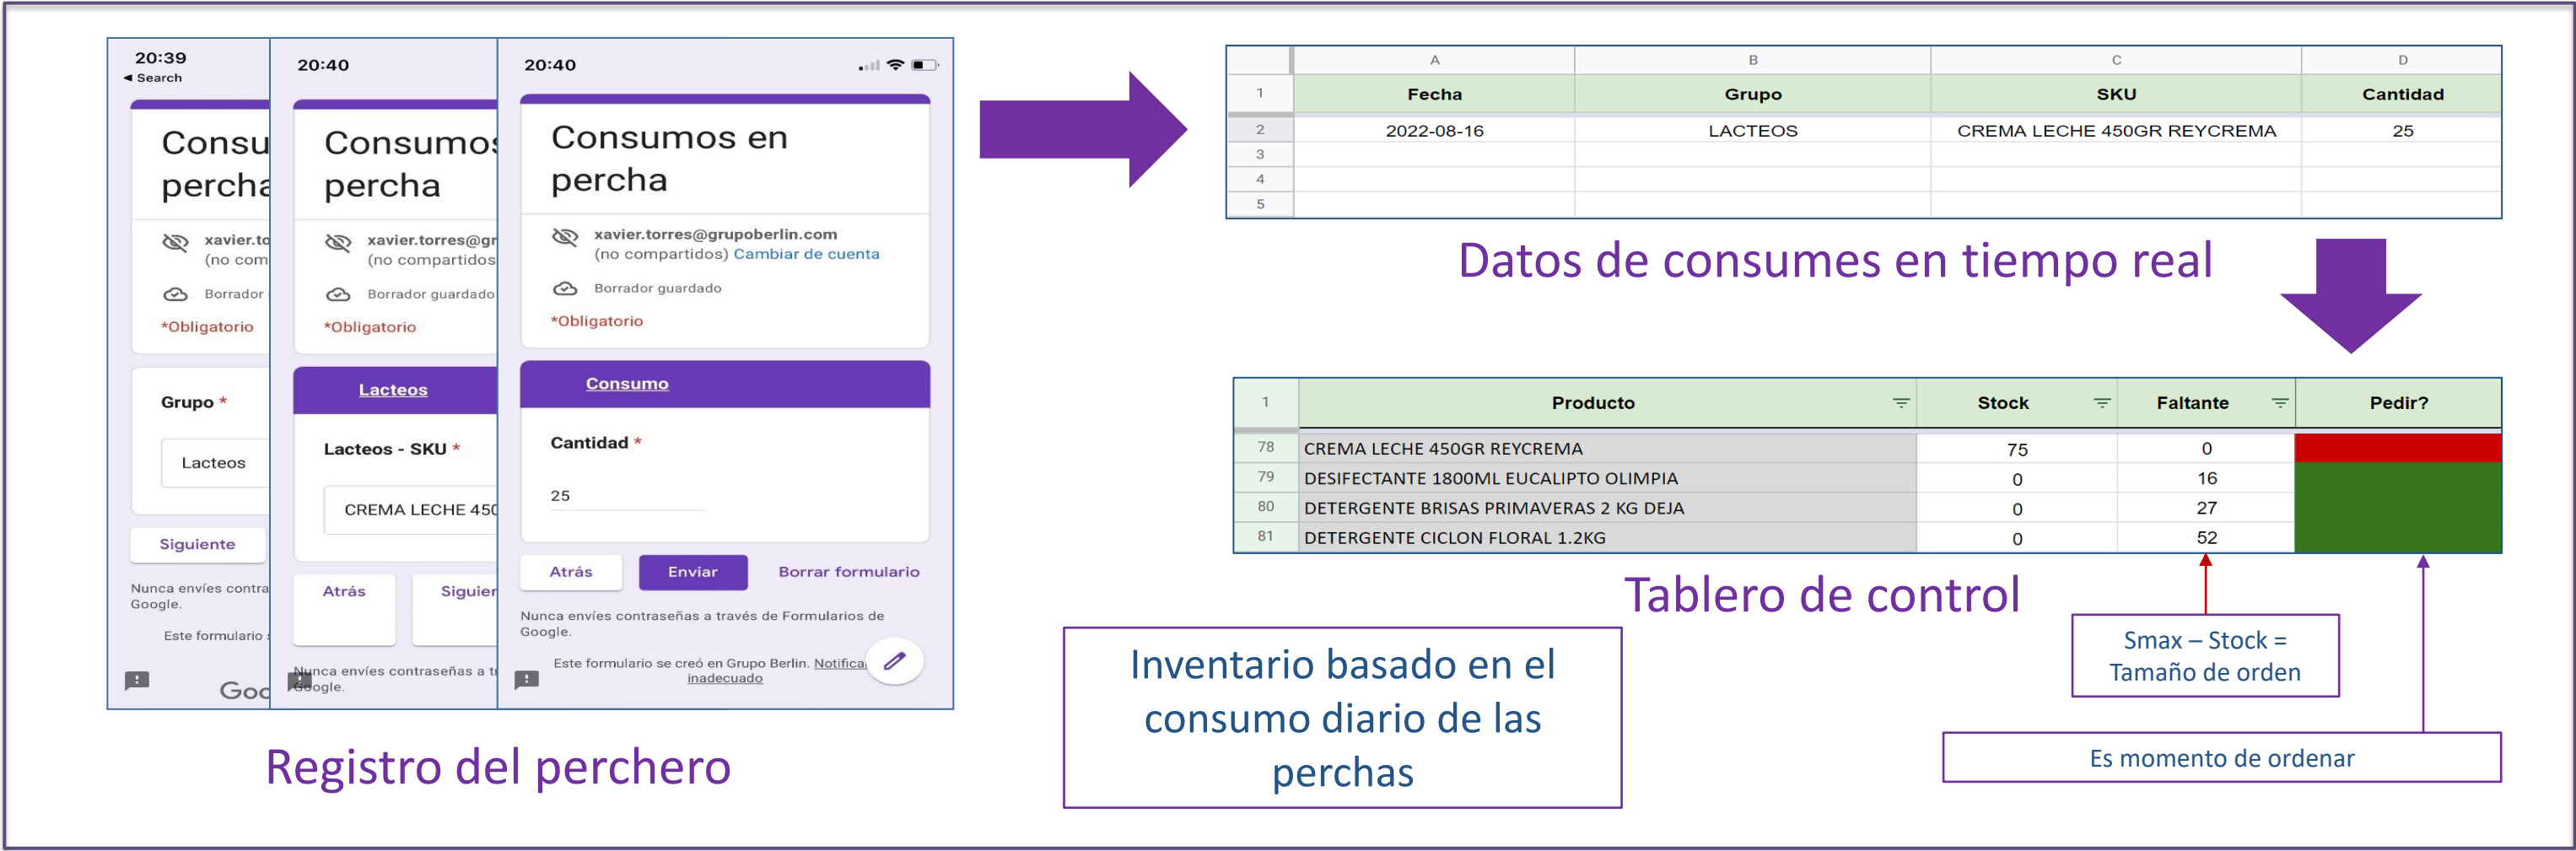 20:39
◄ Search
Consu
percha
xavier.to
(no com
Borrador
*Obligatorio
Grupo *
Lacteos
Siguiente
Nunca envíes contra
Google.
Este formulario
Goo
20:40
Consumos
percha
xavier.torres@gr
(no compartidos
Borrador guardado
*Obligatorio
Lacteos
Lacteos - SKU *
CREMA LECHE 450
Atrás Siguier
Nunca envíes contraseñas a tr
Google.
20:40
Consumos en
percha
xavier.torres@grupoberlin.com
(no compartidos) Cambiar de cuenta
Borrador guardado
*Obligatorio
Consumo
Cantidad *
25
Atrás Enviar Borrar formulario
Nunca envíes contraseñas a través de Formularios de
Google.
Este formulario se creó en Grupo Berlin. Notifica
inadecuado
Registro del perchero
A B C D
1 Fecha Grupo SKU Cantidad
2 2022-08-16 LACTEOS CREMA LECHE 450GR REYCREMA 25
3
4
5
Datos de consumes en tiempo real
1 Producto Stock Faltante Pedir?
78 CREMA LECHE 450GR REYCREMA 75 0
79 DESIFECTANTE 1800ML EUCALIPTO OLIMPIA 0 16
80 DETERGENTE BRISAS PRIMAVERAS 2 KG DEJA 0 27
81 DETERGENTE CICLON FLORAL 1.2KG 0 52
Tablero de control
Smax – Stock =
Tamaño de orden
Es momento de ordenar
Inventario basado en el
consumo diario de las
perchas